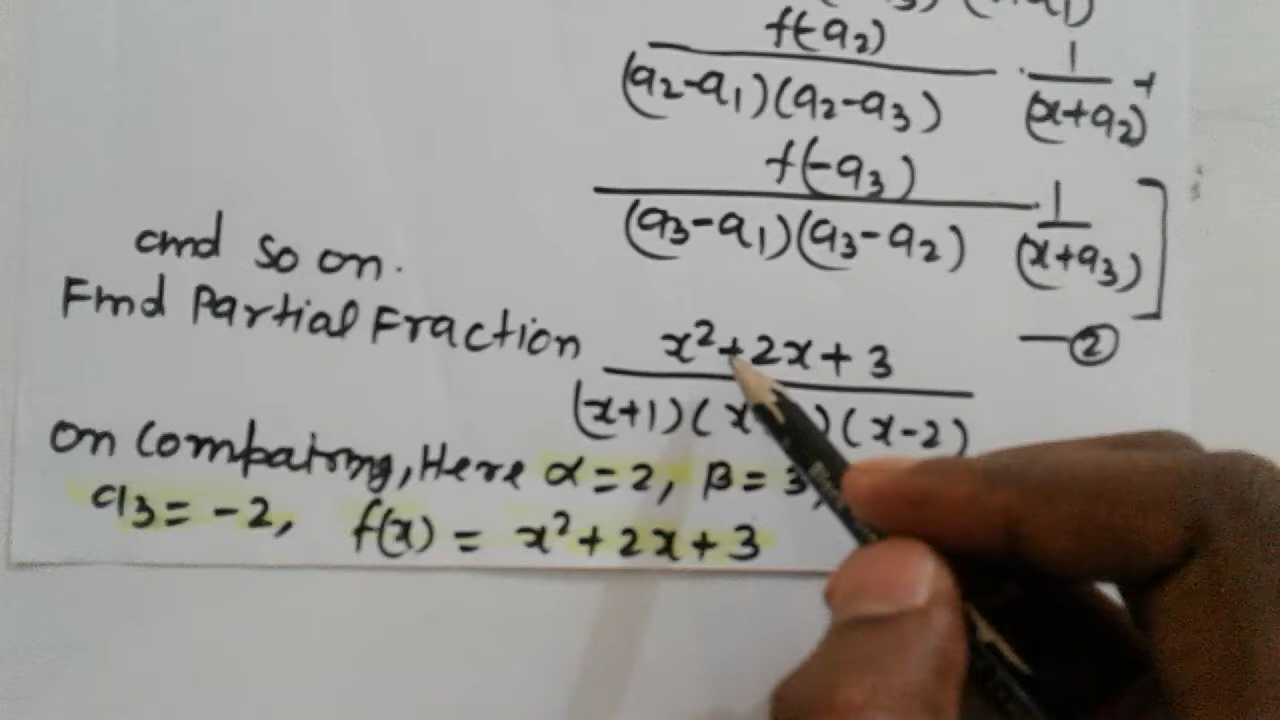 f(-a₂)
(a₂-a₁)(a₂-a₃) · 1 (x+a₂) +
f(-a₃)
(a₃-a₁)(a₃-a₂) · 1 (x+a₃) ]
and so on.
Find Partial Fraction x²+2x+3 —②
(x+1)(x )(x-2)
on Compairing, Here α=2, β=3,
a₃=-2, f(x) = x²+2x+3